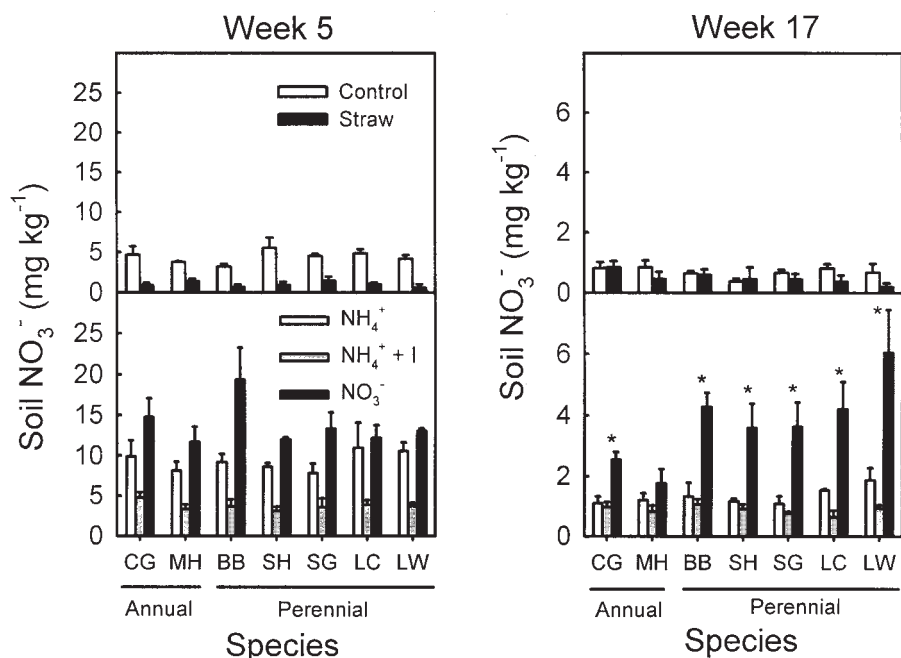 Week 5
Week 17
Soil NO3- (mg kg-1)
25
20
15
10
5
0
Control
Straw
25
20
15
10
5
0
NH4+
NH4+ + I
NO3-
CG MH BB SH SG LC LW
Annual Perennial
Species
Soil NO3- (mg kg-1)
6
4
2
0
6
4
2
0
* * * * * *
CG MH BB SH SG LC LW
Annual Perennial
Species